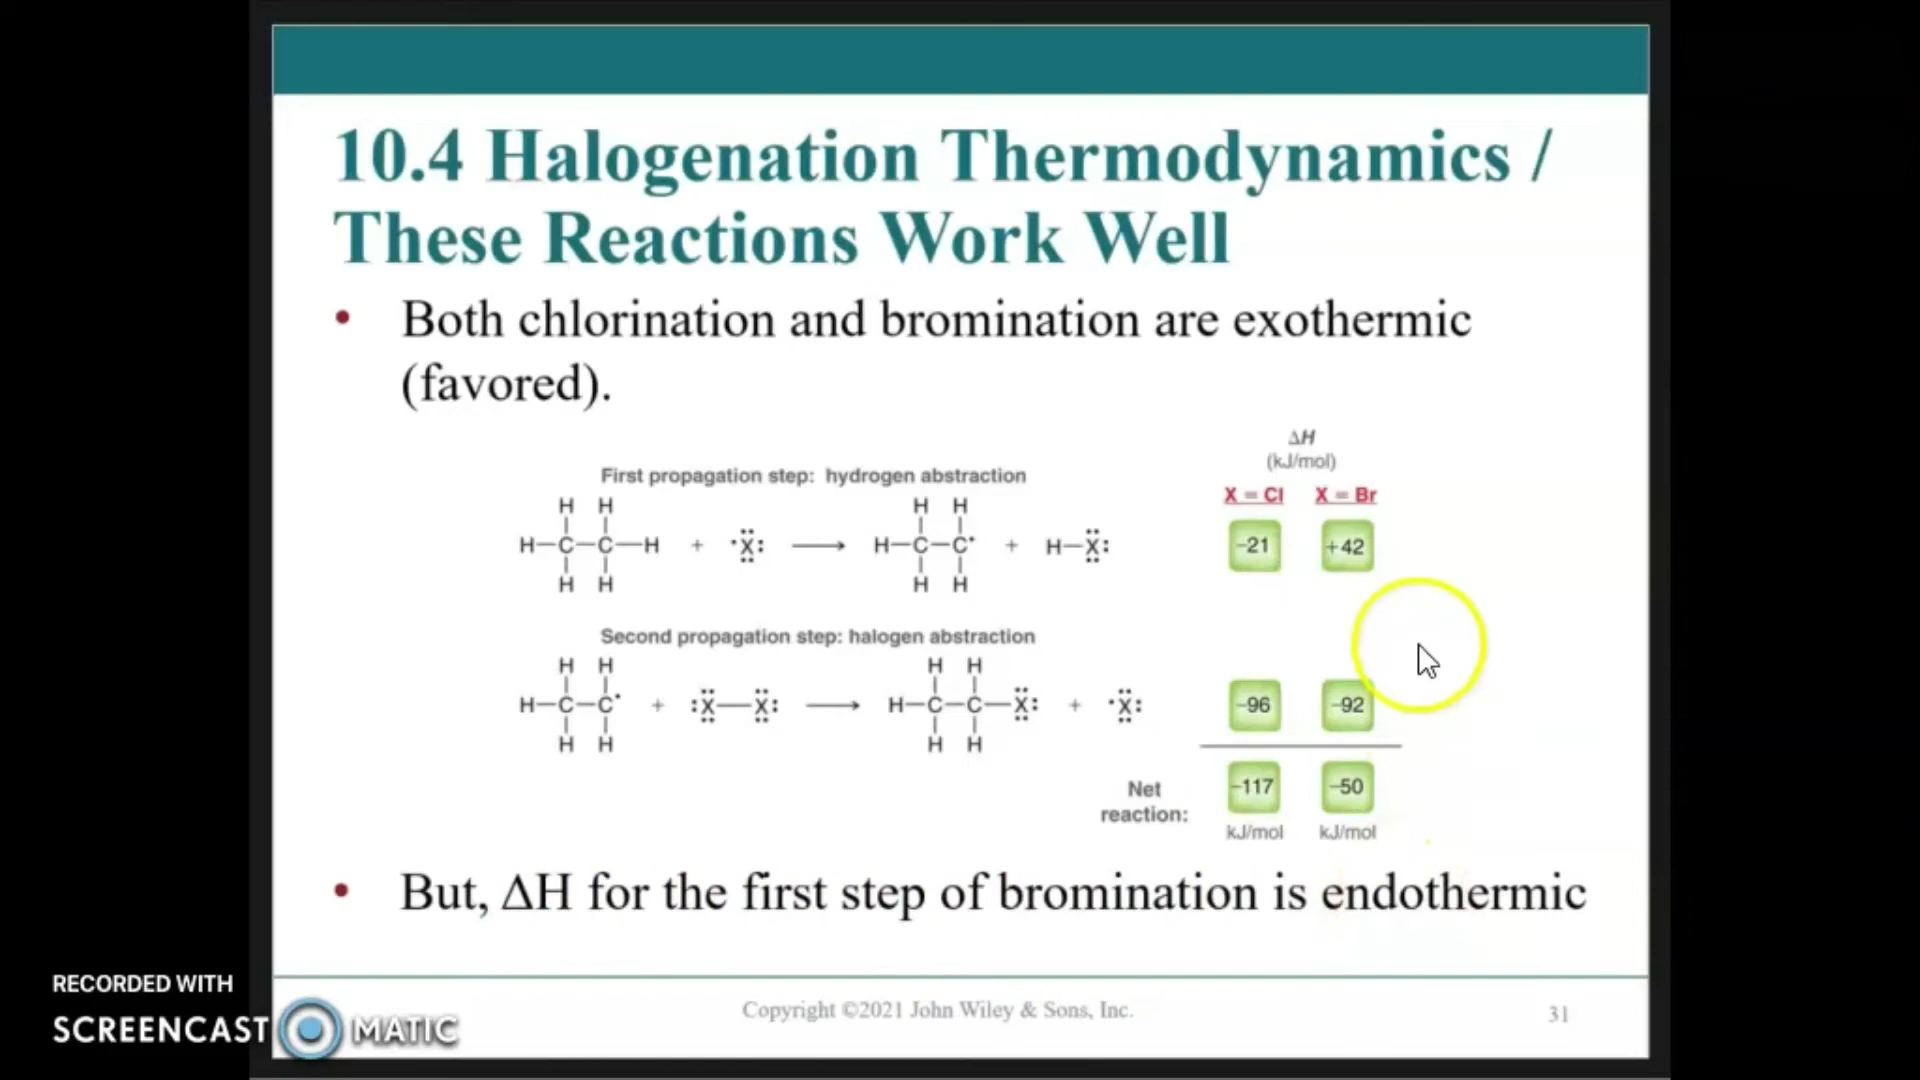 10.4 Halogenation Thermodynamics /
These Reactions Work Well
• Both chlorination and bromination are exothermic
(favored).
ΔH
(kJ/mol)
First propagation step: hydrogen abstraction
X = Cl X = Br
H H H H
H–C–C–H + ·X: ⟶ H–C–C· + H–X: −21 +42
H H H H
Second propagation step: halogen abstraction
H H H H
H–C–C· + :X—X: ⟶ H–C–C–X: + ·X: −96 −92
H H H H
Net
reaction: −117 −50
kJ/mol kJ/mol
• But, ΔH for the first step of bromination is endothermic
RECORDED WITH
SCREENCAST MATIC
Copyright ©2021 John Wiley & Sons, Inc.
31